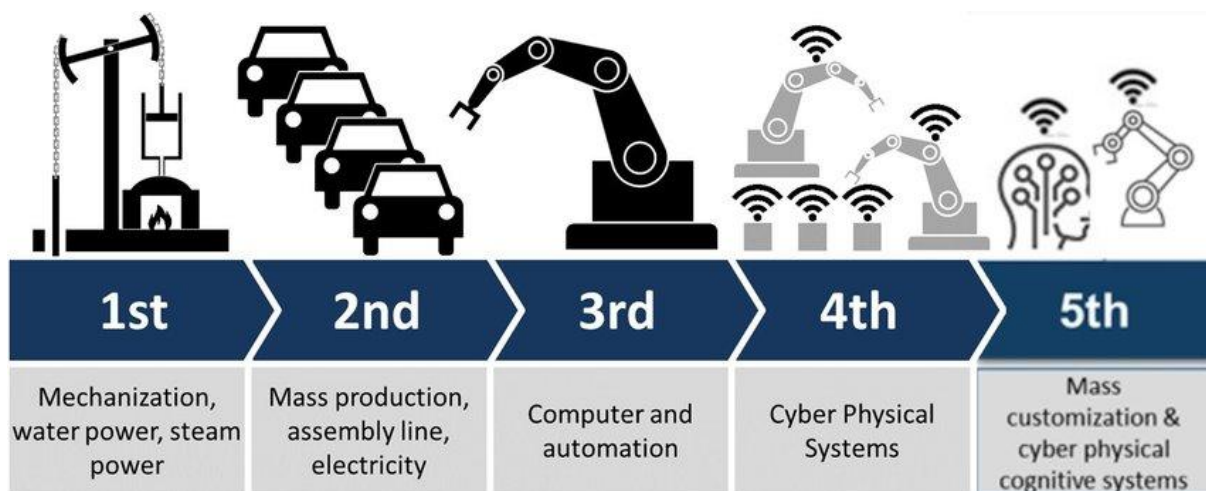 1st
2nd
3rd
4th
5th
Mechanization,
water power, steam
power
Mass production,
assembly line,
electricity
Computer and
automation
Cyber Physical
Systems
Mass
customization &
cyber physical
cognitive systems